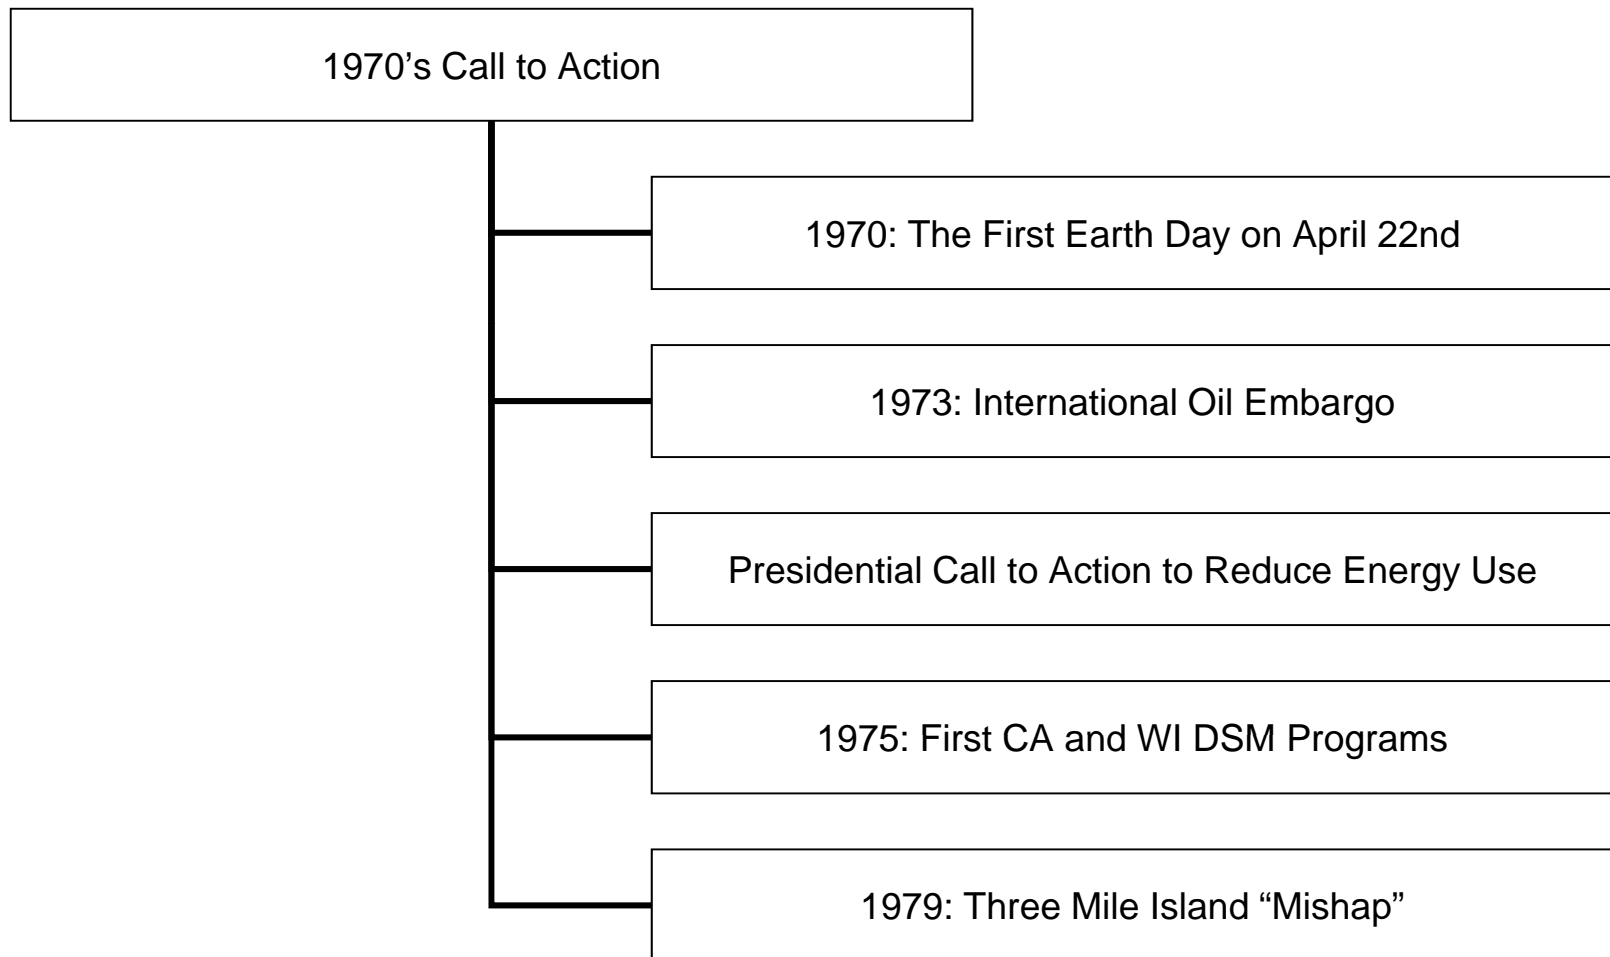 1970’s Call to Action
1970: The First Earth Day on April 22nd
1973: International Oil Embargo
Presidential Call to Action to Reduce Energy Use
1975: First CA and WI DSM Programs
1979: Three Mile Island “Mishap”